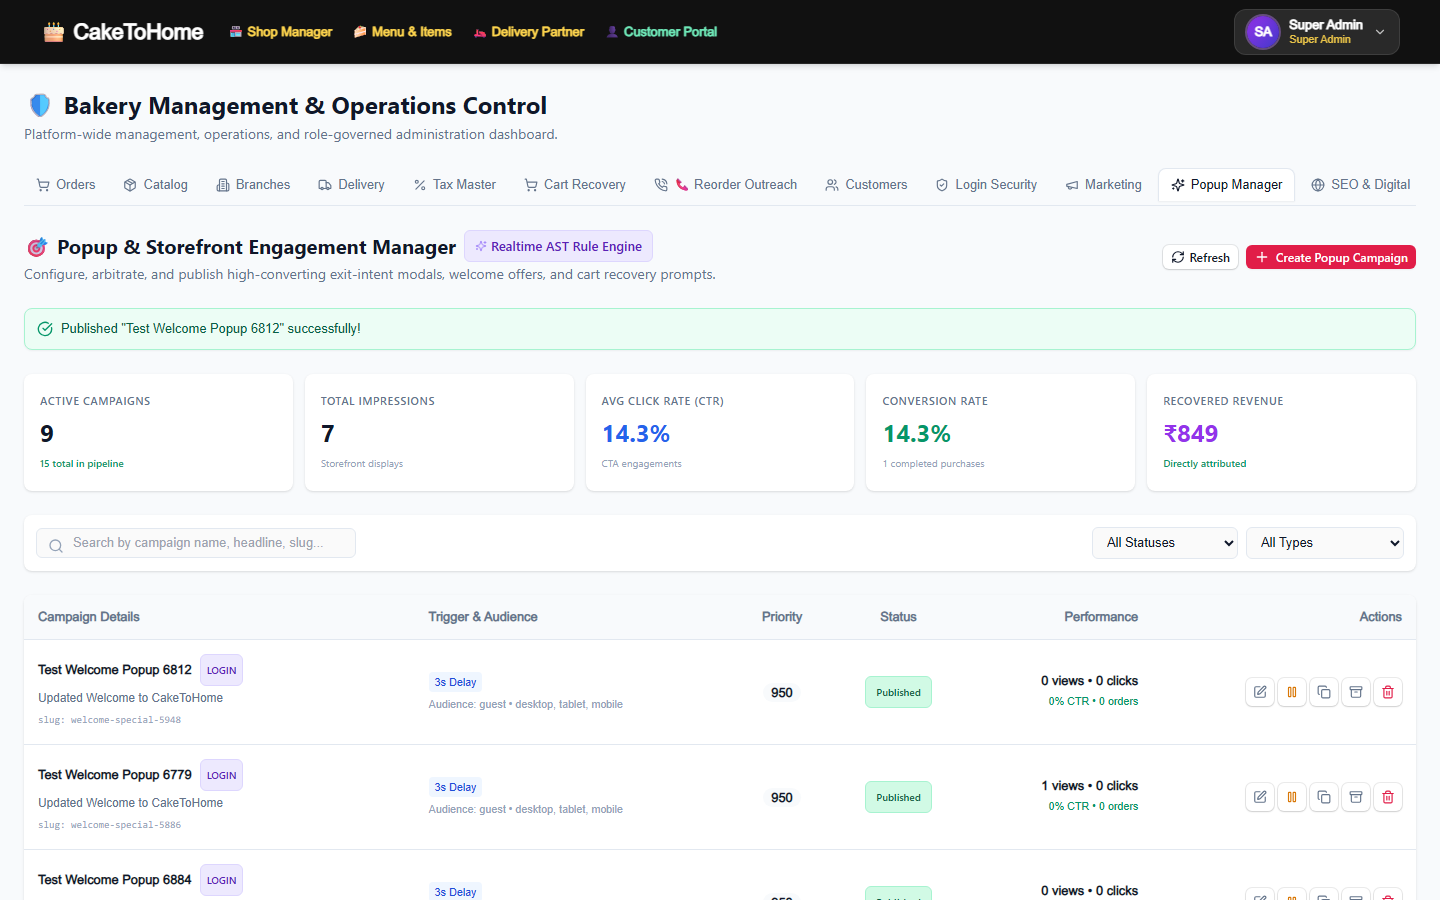 CakeToHome
Shop Manager
Menu & Items
Delivery Partner
Customer Portal
SA
Super Admin
Super Admin
Bakery Management & Operations Control
Platform-wide management, operations, and role-governed administration dashboard.
Orders
Catalog
Branches
Delivery
Tax Master
Cart Recovery
Reorder Outreach
Customers
Login Security
Marketing
Popup Manager
SEO & Digital
Popup & Storefront Engagement Manager
Realtime AST Rule Engine
Configure, arbitrate, and publish high-converting exit-intent modals, welcome offers, and cart recovery prompts.
Refresh
Create Popup Campaign
Published "Test Welcome Popup 6812" successfully!
ACTIVE CAMPAIGNS
9
15 total in pipeline
TOTAL IMPRESSIONS
7
Storefront displays
AVG CLICK RATE (CTR)
14.3%
CTA engagements
CONVERSION RATE
14.3%
1 completed purchases
RECOVERED REVENUE
₹849
Directly attributed
Search by campaign name, headline, slug...
All Statuses
All Types
Campaign Details
Trigger & Audience
Priority
Status
Performance
Actions
Test Welcome Popup 6812
LOGIN
Updated Welcome to CakeToHome
slug: welcome-special-5948
3s Delay
Audience: guest • desktop, tablet, mobile
950
Published
0 views • 0 clicks
0% CTR • 0 orders
Test Welcome Popup 6779
LOGIN
Updated Welcome to CakeToHome
slug: welcome-special-5886
3s Delay
Audience: guest • desktop, tablet, mobile
950
Published
1 views • 0 clicks
0% CTR • 0 orders
Test Welcome Popup 6884
LOGIN
3s Delay
0 views • 0 clicks